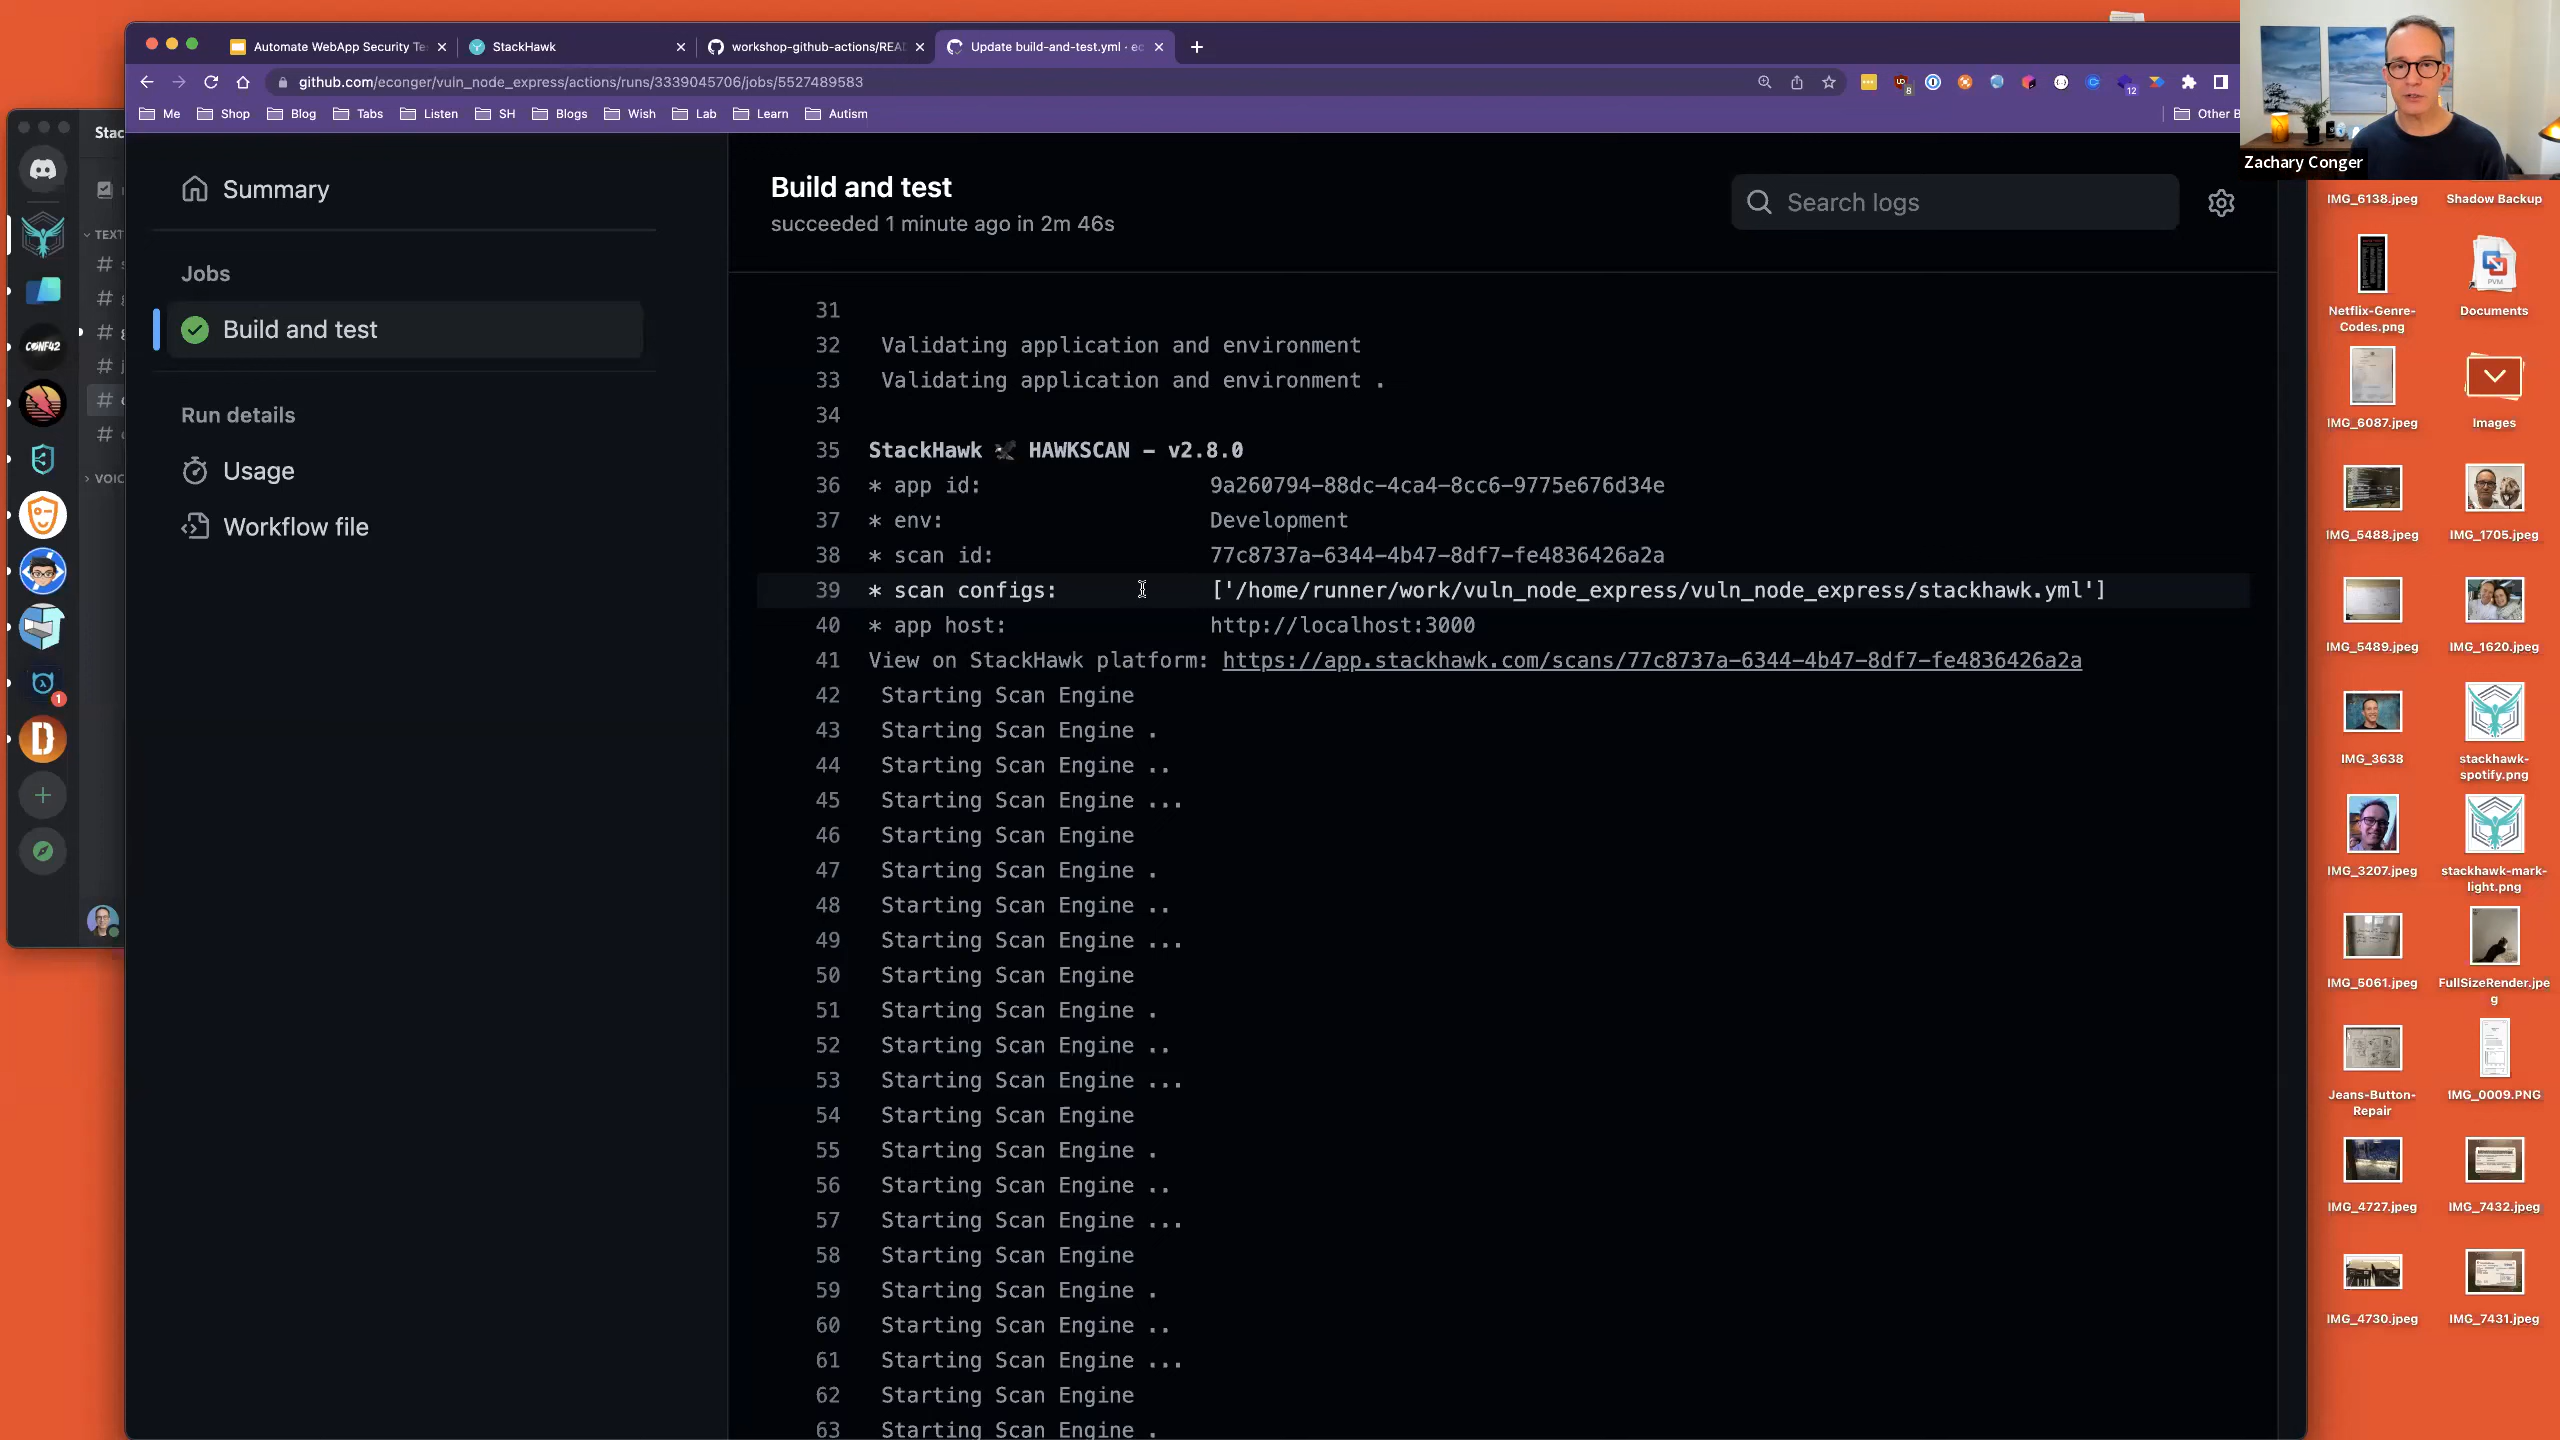 Automate WebApp Security Te
StackHawk
workshop-github-actions/READ
Update build-and-test.yml · ec
github.com/econger/vuln_node_express/actions/runs/3339045706/jobs/5527489583
8
12
Me
Shop
Blog
Tabs
Listen
SH
Blogs
Wish
Lab
Learn
Autism
Other B
Zachary Conger
Stac
TEXT
VOIC
CONF42
1
Summary
Jobs
Build and test
Run details
Usage
Workflow file
Build and test
succeeded 1 minute ago in 2m 46s
Search logs
31
32 Validating application and environment
33 Validating application and environment .
34
35 StackHawk 🦅 HAWKSCAN – v2.8.0
36 * app id: 9a260794-88dc-4ca4-8cc6-9775e676d34e
37 * env: Development
38 * scan id: 77c8737a-6344-4b47-8df7-fe4836426a2a
39 * scan configs: ['/home/runner/work/vuln_node_express/vuln_node_express/stackhawk.yml']
40 * app host: http://localhost:3000
41 View on StackHawk platform: https://app.stackhawk.com/scans/77c8737a-6344-4b47-8df7-fe4836426a2a
42 Starting Scan Engine
43 Starting Scan Engine .
44 Starting Scan Engine ..
45 Starting Scan Engine ...
46 Starting Scan Engine
47 Starting Scan Engine .
48 Starting Scan Engine ..
49 Starting Scan Engine ...
50 Starting Scan Engine
51 Starting Scan Engine .
52 Starting Scan Engine ..
53 Starting Scan Engine ...
54 Starting Scan Engine
55 Starting Scan Engine .
56 Starting Scan Engine ..
57 Starting Scan Engine ...
58 Starting Scan Engine
59 Starting Scan Engine .
60 Starting Scan Engine ..
61 Starting Scan Engine ...
62 Starting Scan Engine
63 Starting Scan Engine .
IMG_6138.jpeg
Shadow Backup
PVM
Netflix-Genre-
Codes.png
Documents
IMG_6087.jpeg
Images
IMG_5488.jpeg
IMG_1705.jpeg
IMG_5489.jpeg
IMG_1620.jpeg
IMG_3638
stackhawk-
spotify.png
IMG_3207.jpeg
stackhawk-mark-
light.png
IMG_5061.jpeg
FullSizeRender.jpe
g
Jeans-Button-
Repair
IMG_0009.PNG
IMG_4727.jpeg
IMG_7432.jpeg
IMG_4730.jpeg
IMG_7431.jpeg